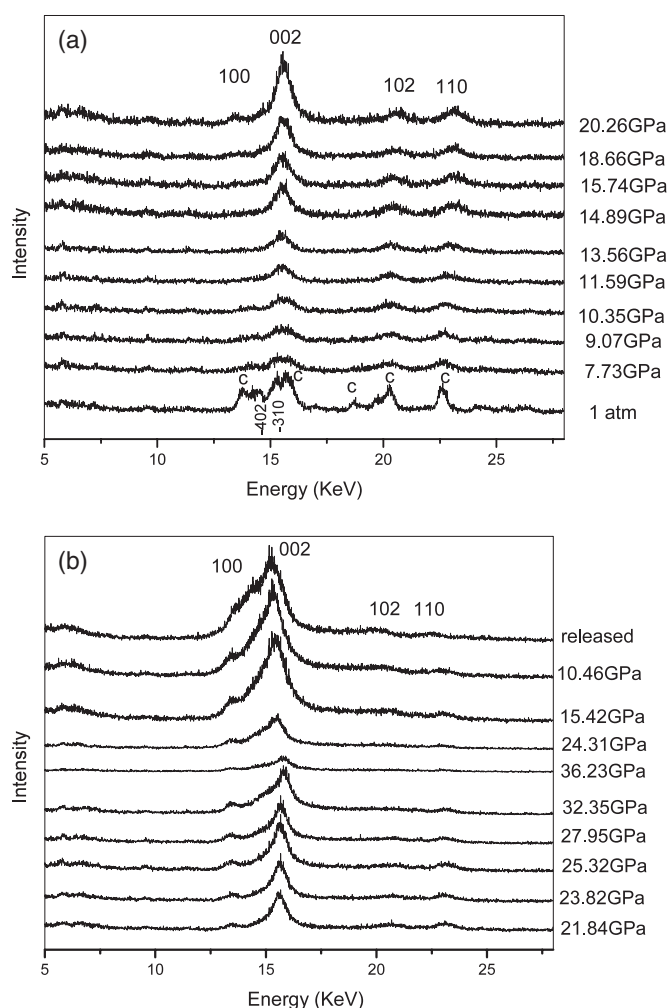 (a)
002
100
102
110
20.26GPa
18.66GPa
15.74GPa
14.89GPa
13.56GPa
11.59GPa
10.35GPa
9.07GPa
7.73GPa
1 atm
c
-402
-310
c
c
c
c
Intensity
5 10 15 20 25
Energy (KeV)
(b)
002
100
102 110
released
10.46GPa
15.42GPa
24.31GPa
36.23GPa
32.35GPa
27.95GPa
25.32GPa
23.82GPa
21.84GPa
Intensity
5 10 15 20 25
Energy (KeV)